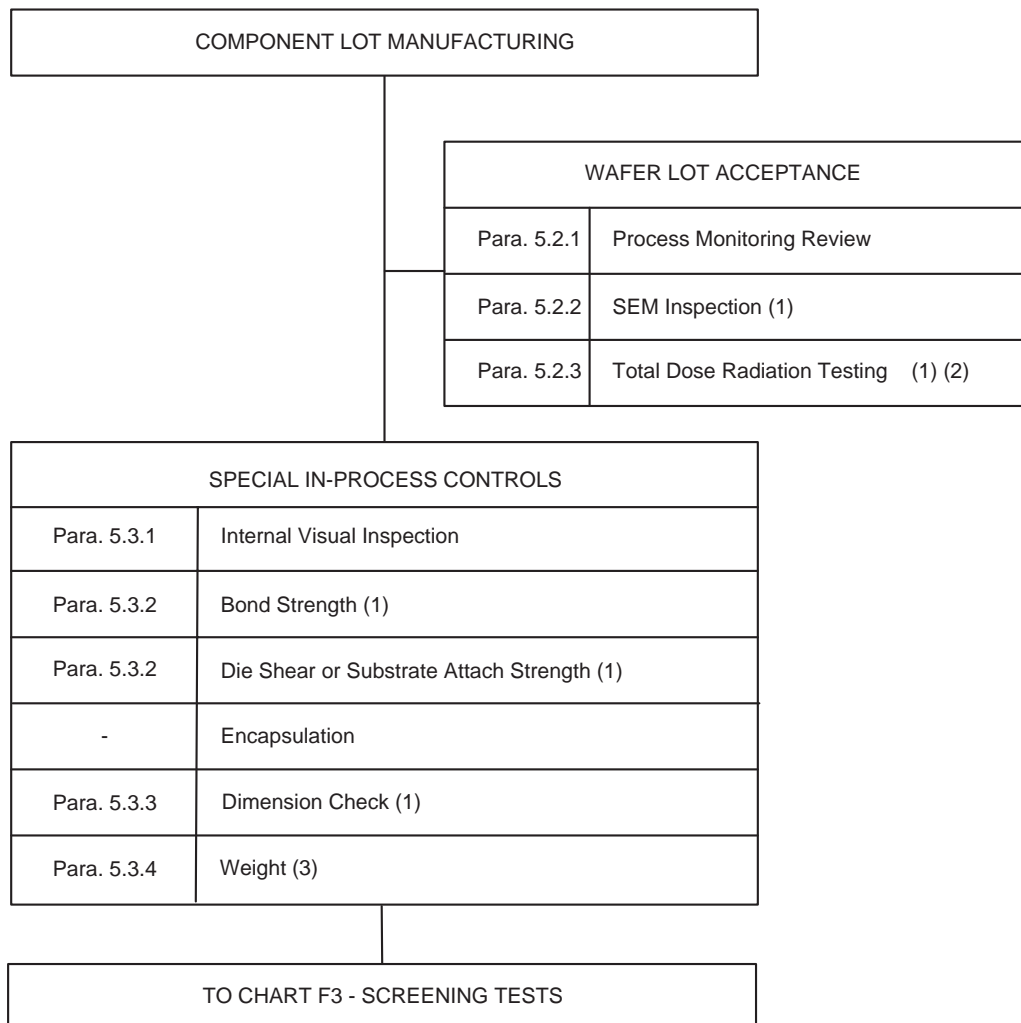 COMPONENT LOT MANUFACTURING
WAFER LOT ACCEPTANCE
Para. 5.2.1 Process Monitoring Review
Para. 5.2.2 SEM Inspection (1)
Para. 5.2.3 Total Dose Radiation Testing (1) (2)
SPECIAL IN-PROCESS CONTROLS
Para. 5.3.1 Internal Visual Inspection
Para. 5.3.2 Bond Strength (1)
Para. 5.3.2 Die Shear or Substrate Attach Strength (1)
- Encapsulation
Para. 5.3.3 Dimension Check (1)
Para. 5.3.4 Weight (3)
TO CHART F3 - SCREENING TESTS